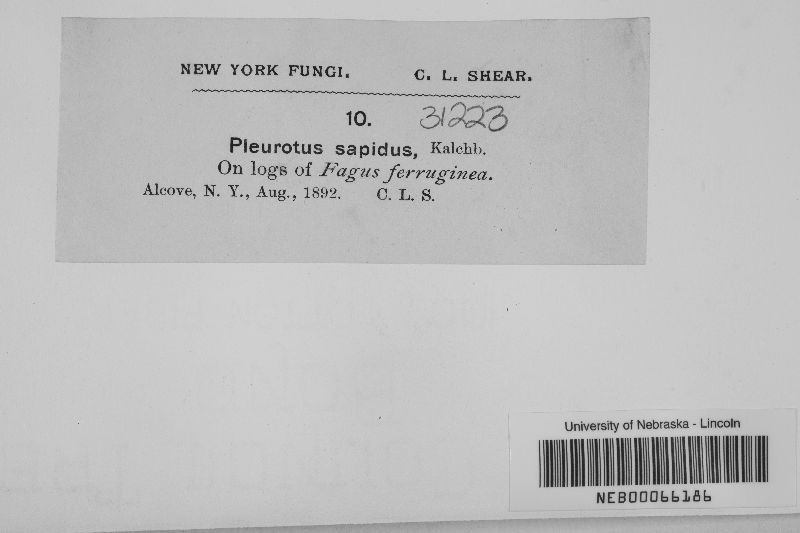 NEW YORK FUNGI. C. L. SHEAR.
10. 31223
Pleurotus sapidus, Kalchb.
On logs of Fagus ferruginea.
Alcove, N. Y., Aug., 1892. C. L. S.
University of Nebraska - Lincoln
NEB00066186